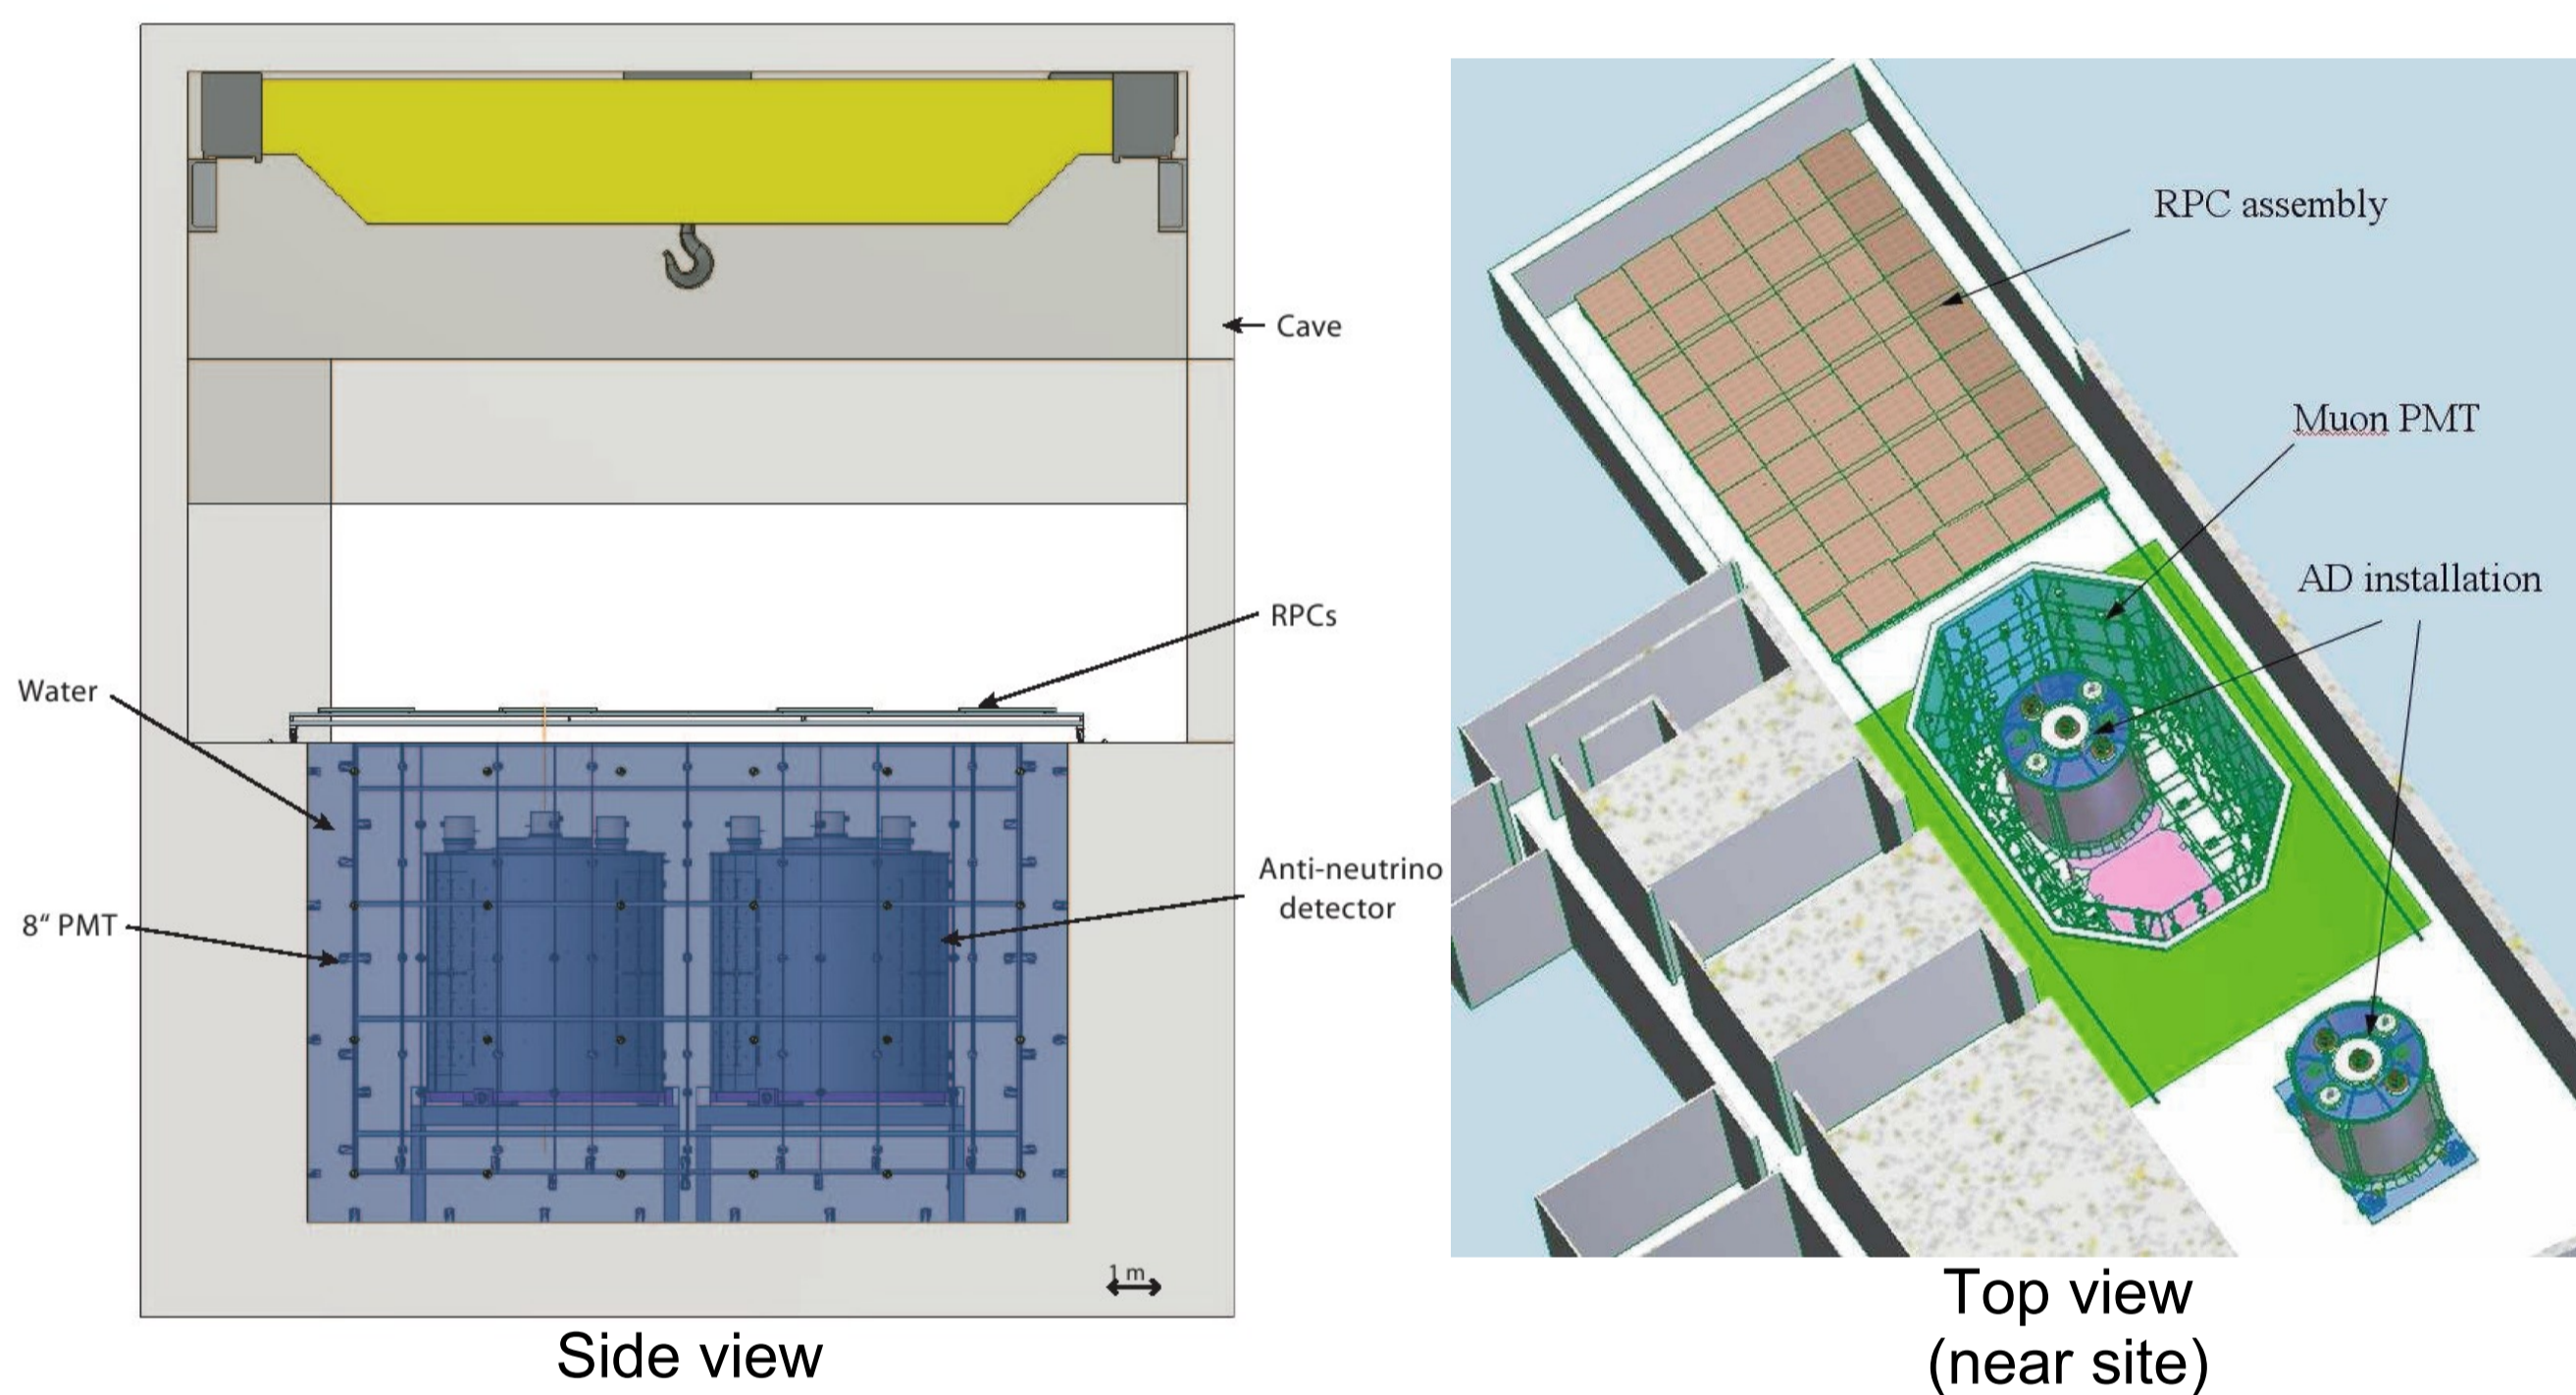 Cave
RPCs
Water
Anti-neutrino
detector
8“ PMT
1 m
Side view
RPC assembly
Muon PMT
AD installation
Top view
(near site)